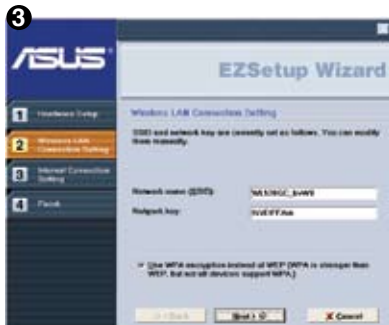 3
ASUS
EZSetup Wizard
1 Hardware Setup
2 Wireless LAN
Connection Setting
3 Internet Connection
Setting
4 Finish
Wireless LAN Connection Setting
SSID and network key are currently set as follows. You can modify
them manually.
Network name (SSID):
Network key:
Use WPA encryption instead of WEP (WPA is stronger than
WEP, but not all devices support WPA.)
< Back
Next >
X Cancel